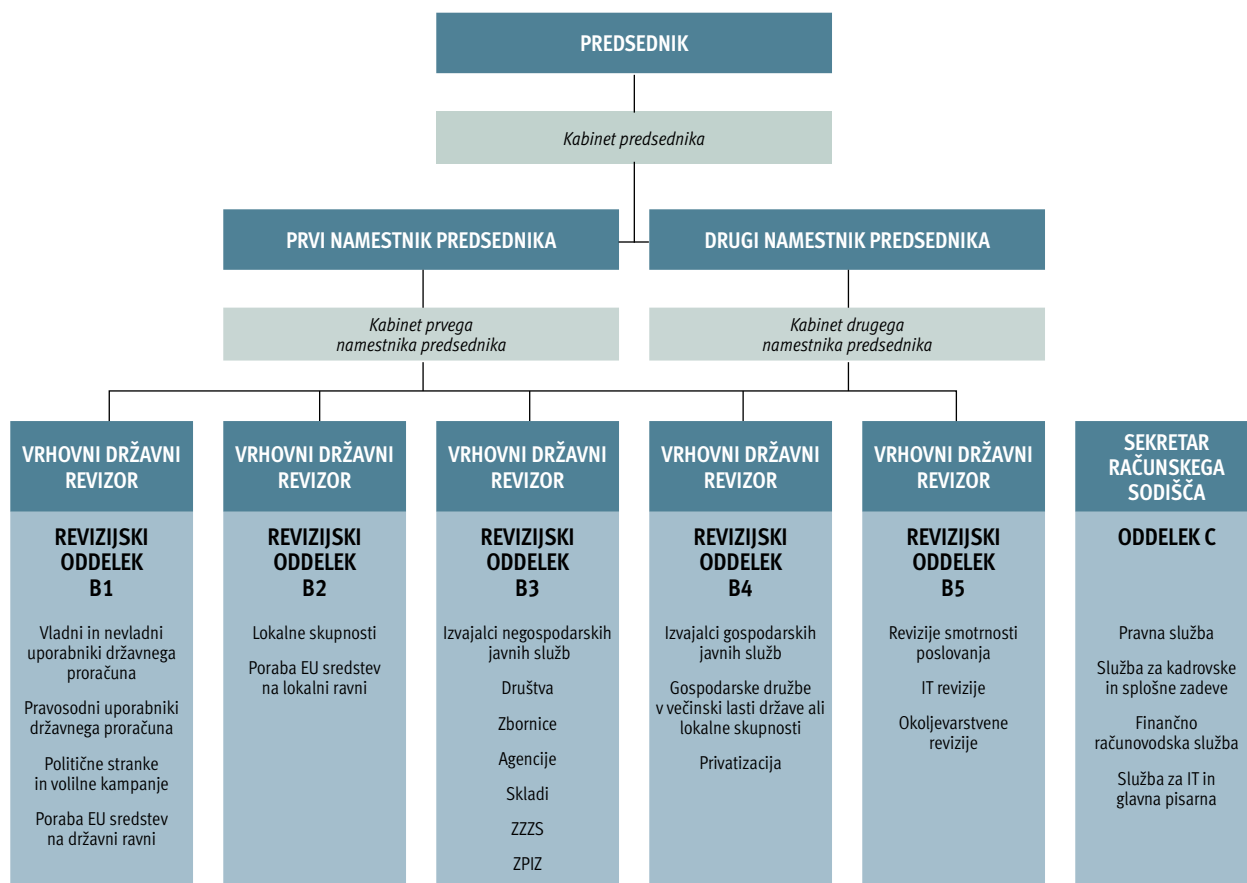 PREDSEDNIK
Kabinet predsednika
PRVI NAMESTNIK PREDSEDNIKA
DRUGI NAMESTNIK PREDSEDNIKA
Kabinet prvega
namestnika predsednika
Kabinet drugega
namestnika predsednika
VRHOVNI DRŽAVNI
REVIZOR
REVIZIJSKI
ODDELEK
B1
Vladni in nevladni
uporabniki državnega
proračuna
Pravosodni uporabniki
državnega proračuna
Politične stranke
in volilne kampanje
Poraba EU sredstev
na državni ravni
VRHOVNI DRŽAVNI
REVIZOR
REVIZIJSKI
ODDELEK
B2
Lokalne skupnosti
Poraba EU sredstev
na lokalni ravni
VRHOVNI DRŽAVNI
REVIZOR
REVIZIJSKI
ODDELEK
B3
Izvajalci negospodarskih
javnih služb
Društva
Zbornice
Agencije
Skladi
ZZZS
ZPIZ
VRHOVNI DRŽAVNI
REVIZOR
REVIZIJSKI
ODDELEK
B4
Izvajalci gospodarskih
javnih služb
Gospodarske družbe
v večinski lasti države ali
lokalne skupnosti
Privatizacija
VRHOVNI DRŽAVNI
REVIZOR
REVIZIJSKI
ODDELEK
B5
Revizije smotrnosti
poslovanja
IT revizije
Okoljevarstvene
revizije
SEKRETAR
RAČUNSKEGA
SODIŠČA
ODDELEK C
Pravna služba
Služba za kadrovske
in splošne zadeve
Finančno
računovodska služba
Služba za IT in
glavna pisarna